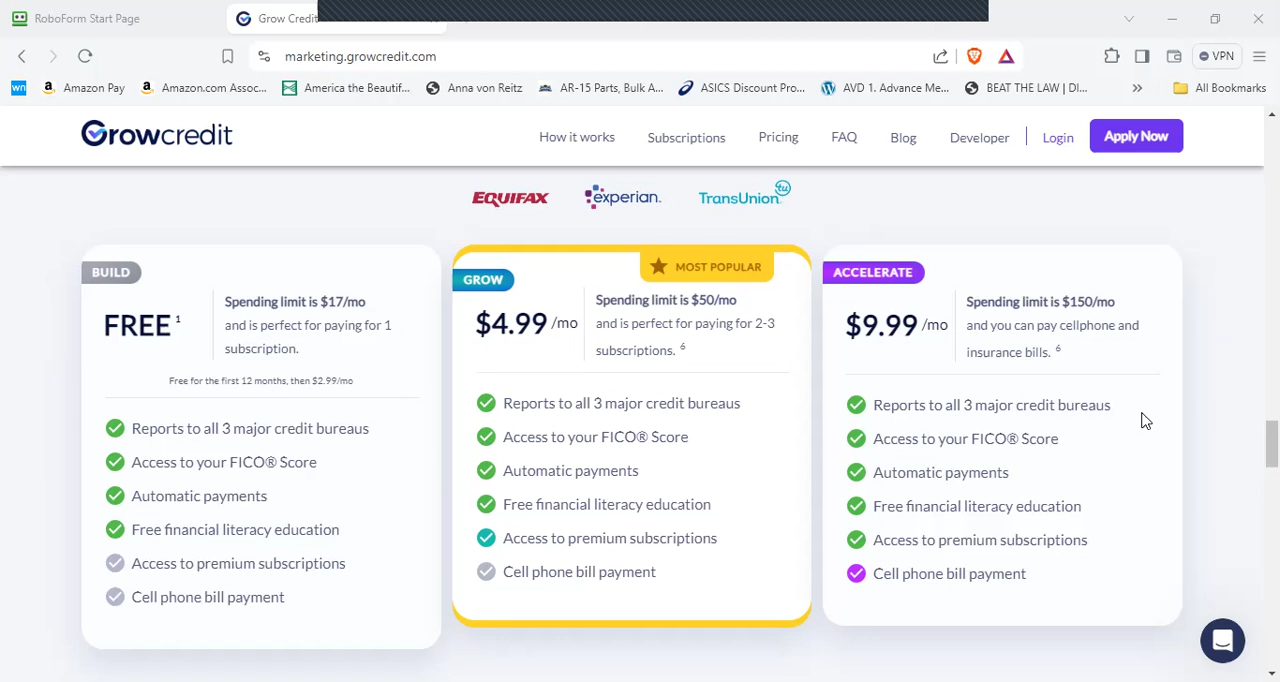 RoboForm Start Page
Grow Credit
marketing.growcredit.com
VPN
wn
Amazon Pay
Amazon.com Assoc...
America the Beautif...
Anna von Reitz
AR-15 Parts, Bulk A...
ASICS Discount Pro...
AVD 1. Advance Me...
BEAT THE LAW | DI...
All Bookmarks
Growcredit
How it works
Subscriptions
Pricing
FAQ
Blog
Developer
Login
Apply Now
EQUIFAX
experian.
TransUnion
tu
BUILD
FREE 1
Spending limit is $17/mo
and is perfect for paying for 1
subscription.
Free for the first 12 months, then $2.99/mo
Reports to all 3 major credit bureaus
Access to your FICO® Score
Automatic payments
Free financial literacy education
Access to premium subscriptions
Cell phone bill payment
MOST POPULAR
GROW
$4.99 /mo
Spending limit is $50/mo
and is perfect for paying for 2-3
subscriptions. 6
Reports to all 3 major credit bureaus
Access to your FICO® Score
Automatic payments
Free financial literacy education
Access to premium subscriptions
Cell phone bill payment
ACCELERATE
$9.99 /mo
Spending limit is $150/mo
and you can pay cellphone and
insurance bills. 6
Reports to all 3 major credit bureaus
Access to your FICO® Score
Automatic payments
Free financial literacy education
Access to premium subscriptions
Cell phone bill payment